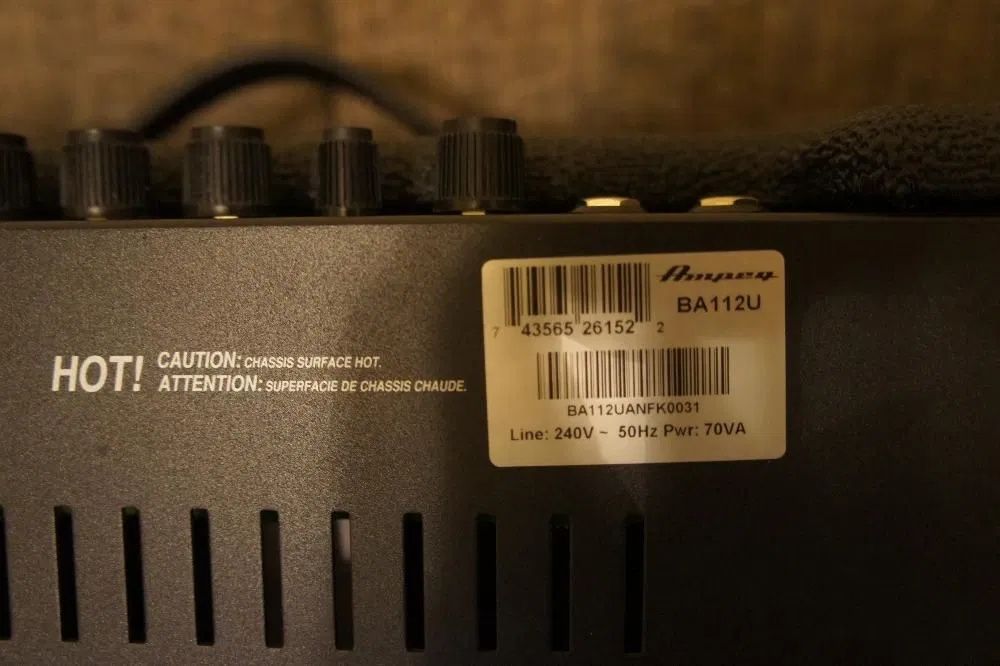 HOT! CAUTION: CHASSIS SURFACE HOT.
ATTENTION: SUPERFACIE DE CHASSIS CHAUDE.
Ampeg
BA112U
7 43565 26152 2
BA112UANFK0031
Line: 240V ~ 50Hz Pwr: 70VA